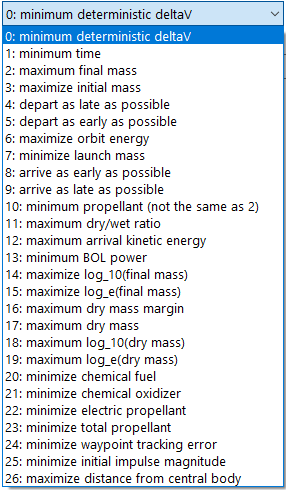 0: minimum deterministic deltaV
0: minimum deterministic deltaV
1: minimum time
2: maximum final mass
3: maximize initial mass
4: depart as late as possible
5: depart as early as possible
6: maximize orbit energy
7: minimize launch mass
8: arrive as early as possible
9: arrive as late as possible
10: minimum propellant (not the same as 2)
11: maximum dry/wet ratio
12: maximum arrival kinetic energy
13: minimum BOL power
14: maximize log_10(final mass)
15: maximize log_e(final mass)
16: maximum dry mass margin
17: maximum dry mass
18: maximum log_10(dry mass)
19: maximum log_e(dry mass)
20: minimize chemical fuel
21: minimize chemical oxidizer
22: minimize electric propellant
23: minimize total propellant
24: minimize waypoint tracking error
25: minimize initial impulse magnitude
26: maximize distance from central body